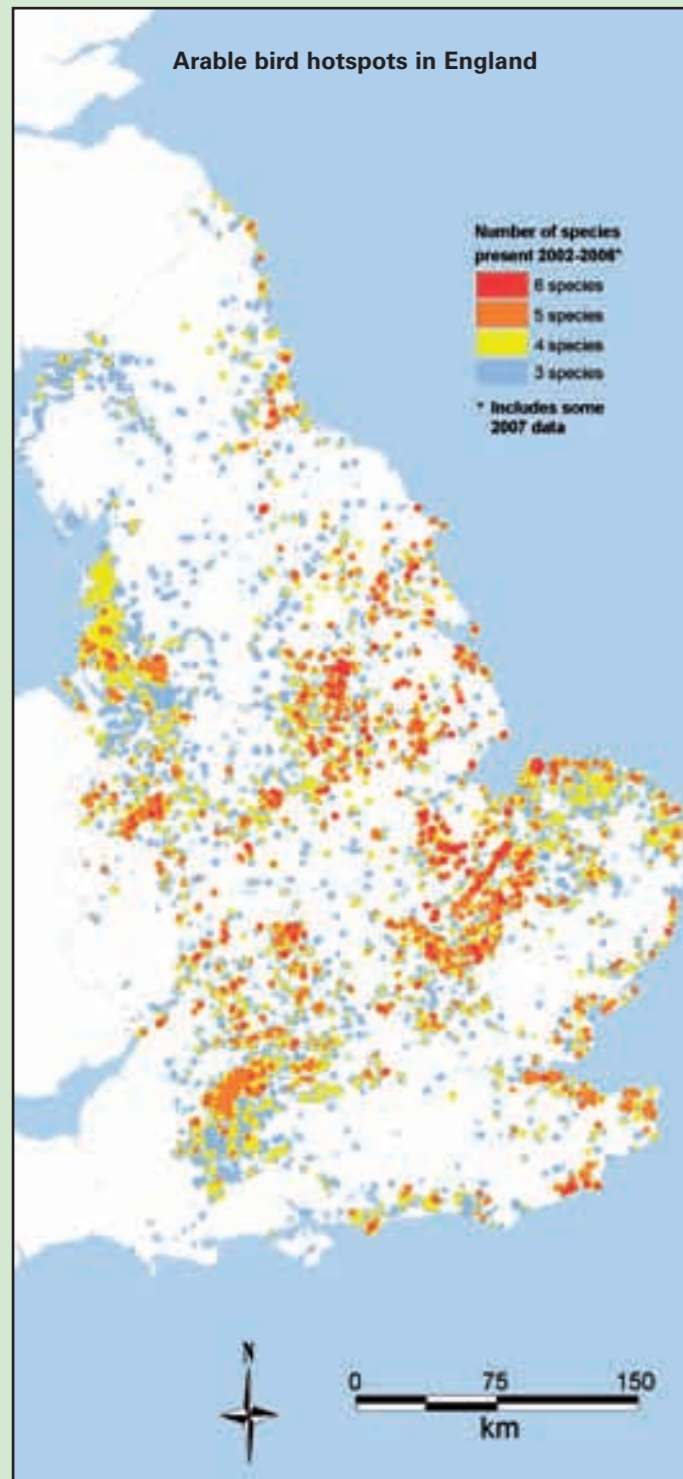 Arable bird hotspots in England
Number of species
present 2002-2006*
6 species
5 species
4 species
3 species
* Includes some
2007 data
N
0 75 150
km